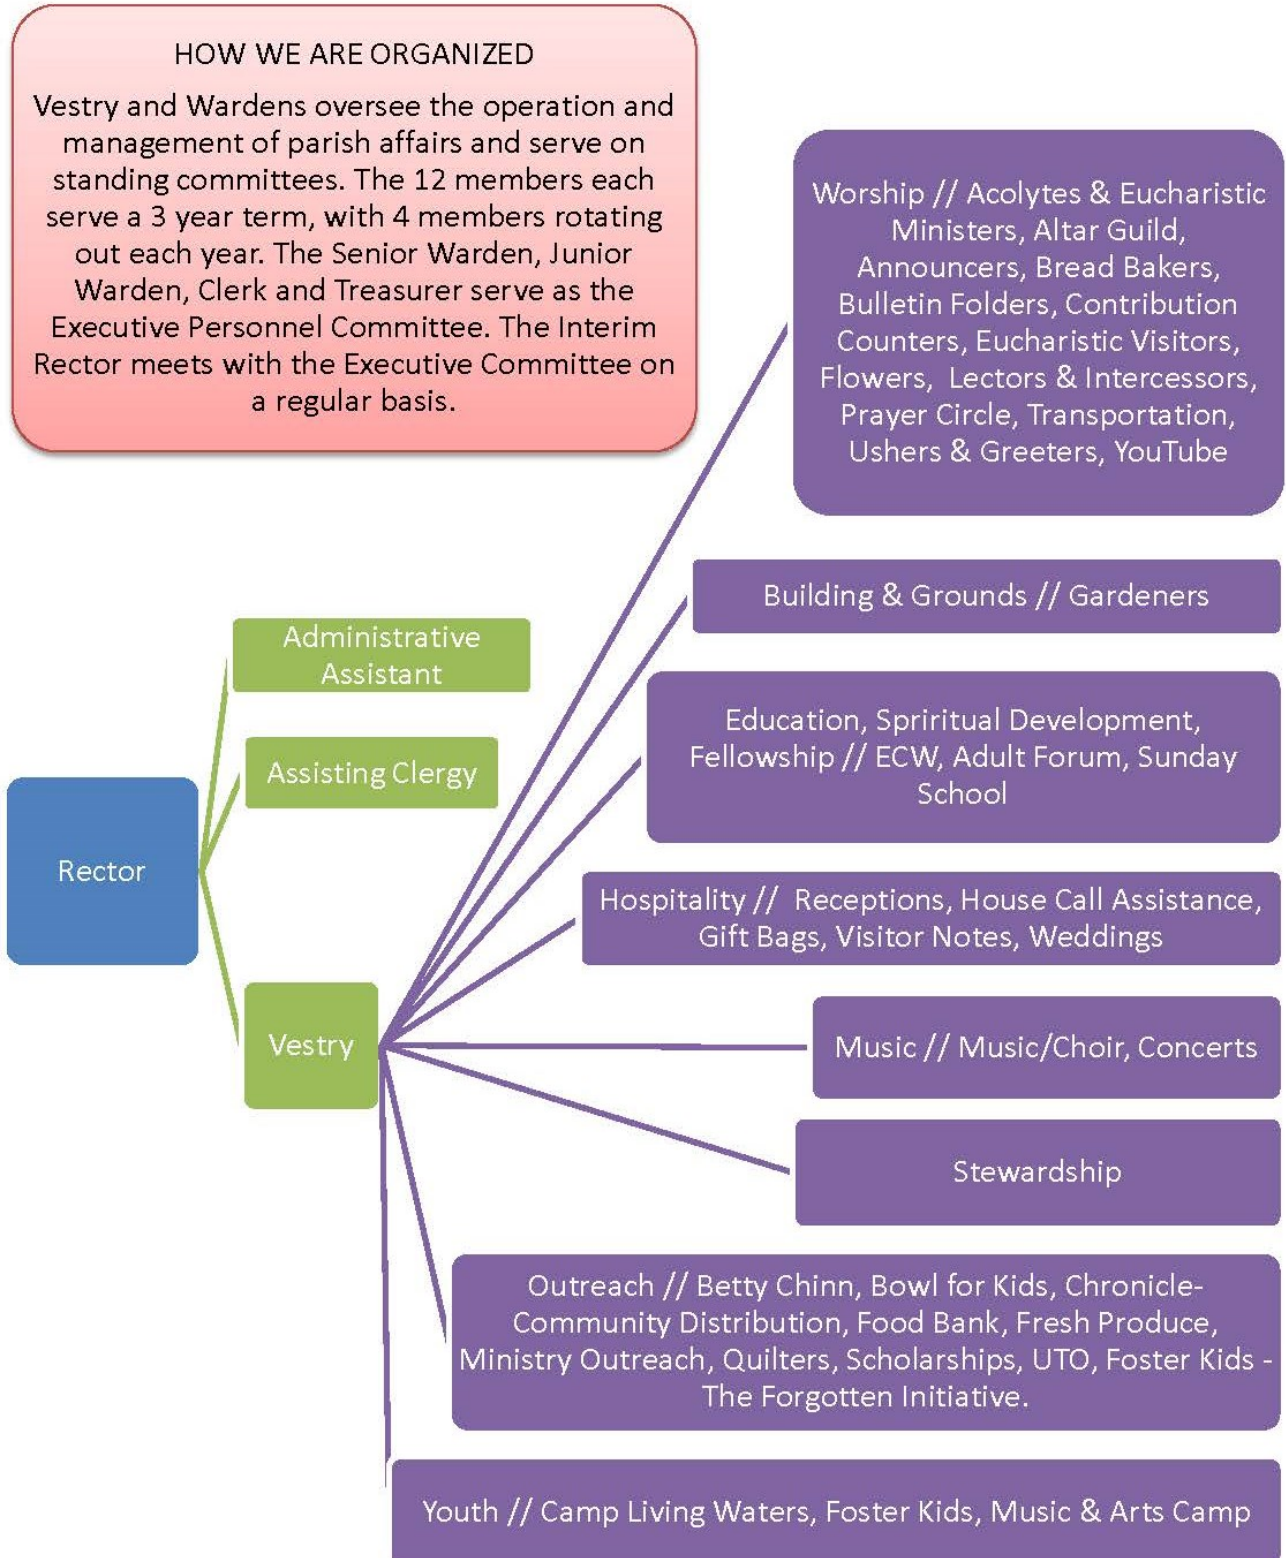 HOW WE ARE ORGANIZED
Vestry and Wardens oversee the operation and
management of parish affairs and serve on
standing committees. The 12 members each
serve a 3 year term, with 4 members rotating
out each year. The Senior Warden, Junior
Warden, Clerk and Treasurer serve as the
Executive Personnel Committee. The Interim
Rector meets with the Executive Committee on
a regular basis.
Rector
Administrative
Assistant
Assisting Clergy
Vestry
Worship // Acolytes & Eucharistic
Ministers, Altar Guild,
Announcers, Bread Bakers,
Bulletin Folders, Contribution
Counters, Eucharistic Visitors,
Flowers, Lectors & Intercessors,
Prayer Circle, Transportation,
Ushers & Greeters, YouTube
Building & Grounds // Gardeners
Education, Spriritual Development,
Fellowship // ECW, Adult Forum, Sunday
School
Hospitality // Receptions, House Call Assistance,
Gift Bags, Visitor Notes, Weddings
Music // Music/Choir, Concerts
Stewardship
Outreach // Betty Chinn, Bowl for Kids, Chronicle-
Community Distribution, Food Bank, Fresh Produce,
Ministry Outreach, Quilters, Scholarships, UTO, Foster Kids -
The Forgotten Initiative.
Youth // Camp Living Waters, Foster Kids, Music & Arts Camp